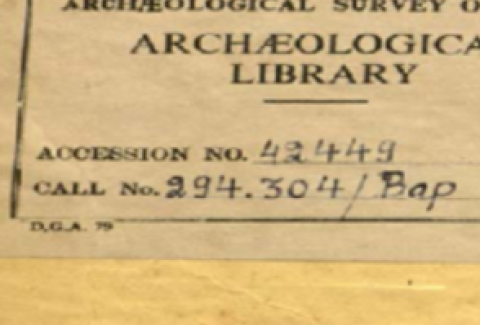 ARCHÆOLOGICAL SURVEY O
ARCHÆOLOGICA
LIBRARY
ACCESSION NO. 42449
CALL No. 294.304/Bap
D.G.A. 79